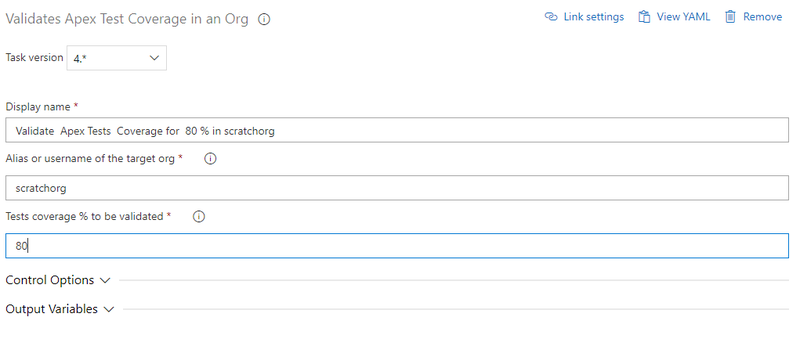 Validates Apex Test Coverage in an Org
Link settings View YAML Remove
Task version 4.*
Display name *
Validate Apex Tests Coverage for 80 % in scratchorg
Alias or username of the target org *
scratchorg
Tests coverage % to be validated *
80
Control Options
Output Variables